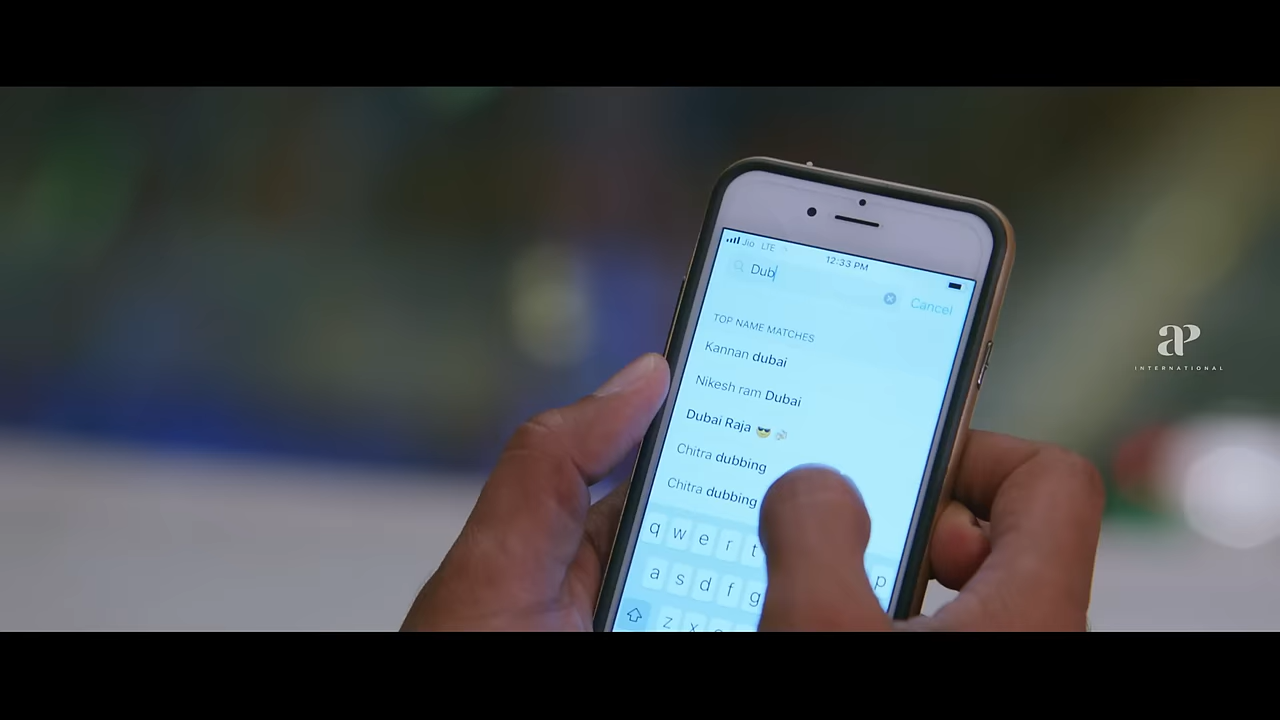 Jio LTE
12:33 PM
Dub
Cancel
TOP NAME MATCHES
Kannan dubai
Nikesh ram Dubai
Dubai Raja 😎
Chitra dubbing
Chitra dubbing
q w e r t
a s d f g
p
z x
aP
INTERNATIONAL